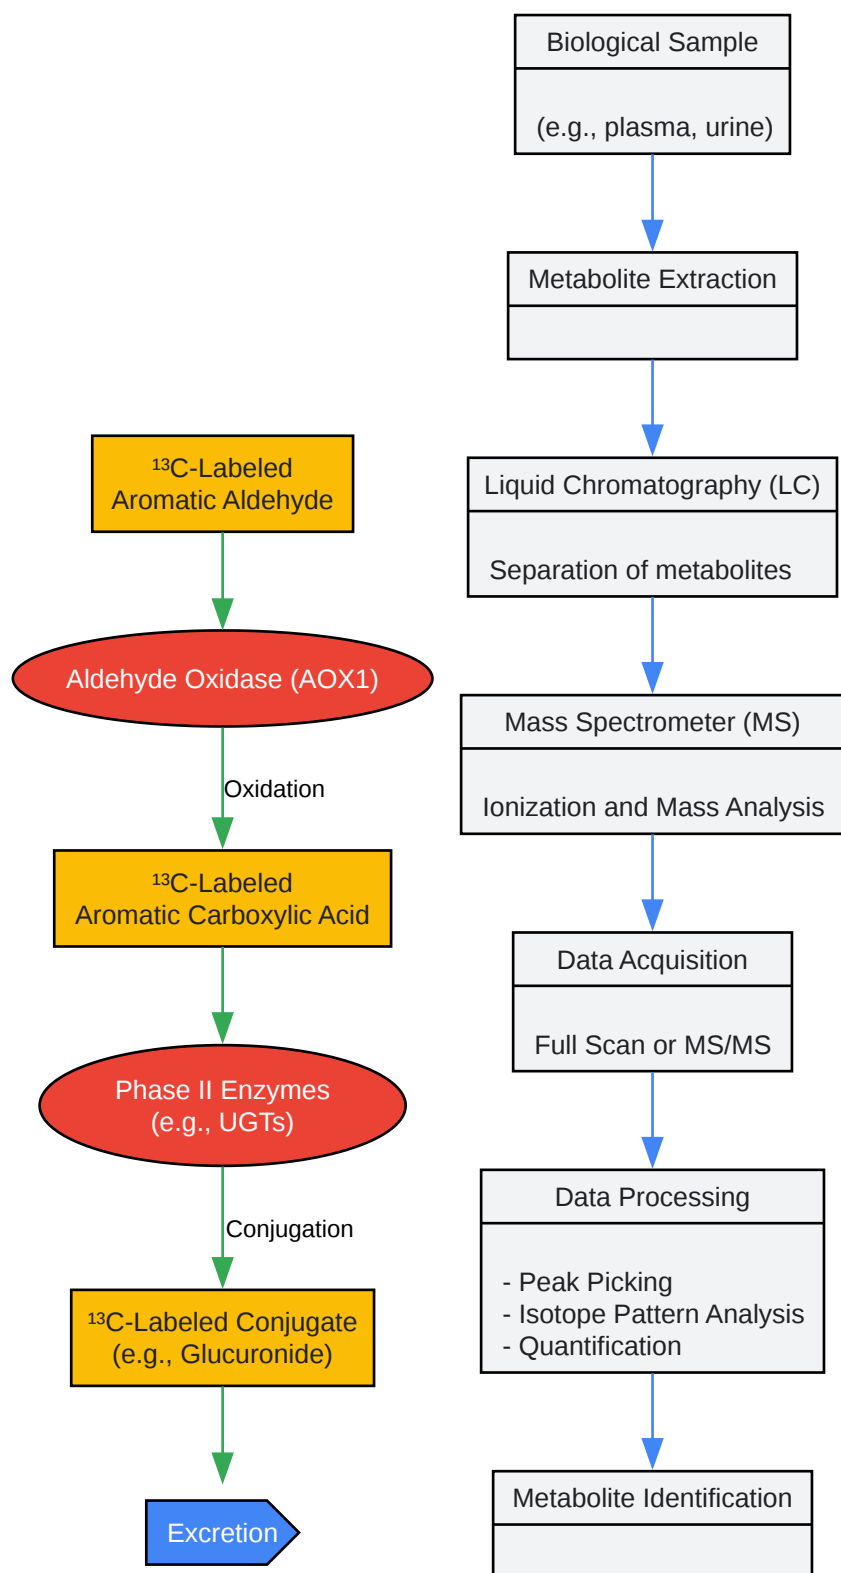 ¹³C-Labeled
Aromatic Aldehyde
Aldehyde Oxidase (AOX1)
Oxidation
¹³C-Labeled
Aromatic Carboxylic Acid
Phase II Enzymes
(e.g., UGTs)
Conjugation
¹³C-Labeled Conjugate
(e.g., Glucuronide)
Excretion
Biological Sample
(e.g., plasma, urine)
Metabolite Extraction
Liquid Chromatography (LC)
Separation of metabolites
Mass Spectrometer (MS)
Ionization and Mass Analysis
Data Acquisition
Full Scan or MS/MS
Data Processing
- Peak Picking
- Isotope Pattern Analysis
- Quantification
Metabolite Identification